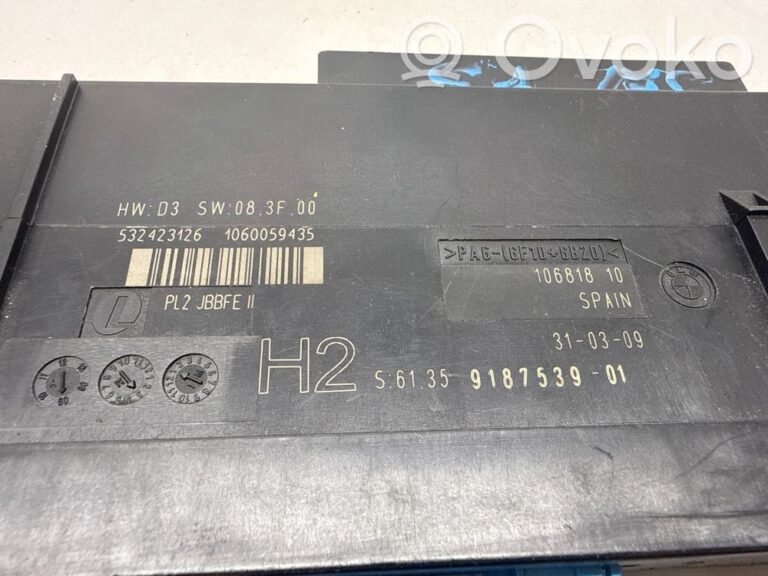 Ovoko
HW:D3 SW:08.3F.00
532423126 1060059435
>PA6-(GF10+GB20)<
106818 10
SPAIN
PL2 JBBFE II
31-03-09
H2 S:61.35 9187539-01